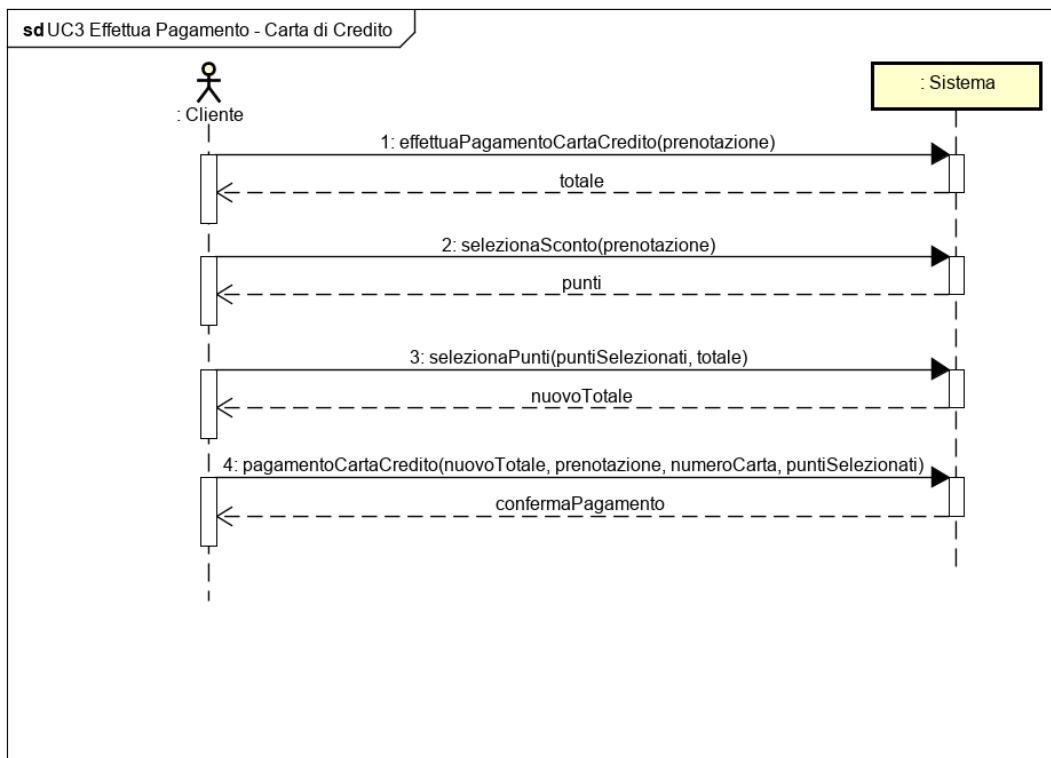 sd UC3 Effettua Pagamento - Carta di Credito
: Cliente
: Sistema
1: effettuaPagamentoCartaCredito(prenotazione)
totale
2: selezionaSconto(prenotazione)
punti
3: selezionaPunti(puntiSelezionati, totale)
nuovoTotale
4: pagamentoCartaCredito(nuovoTotale, prenotazione, numeroCarta, puntiSelezionati)
confermaPagamento